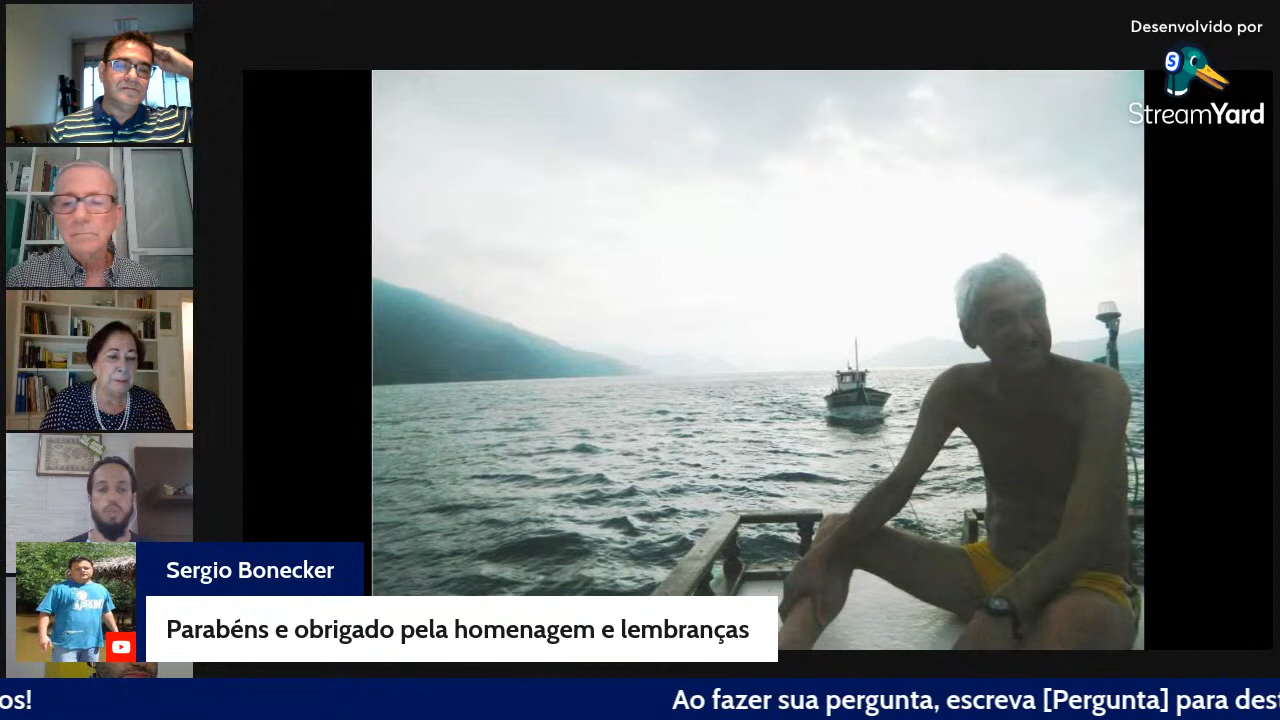 Desenvolvido por
S
StreamYard
Sergio Bonecker
Parabéns e obrigado pela homenagem e lembranças
os! Ao fazer sua pergunta, escreva [Pergunta] para dest